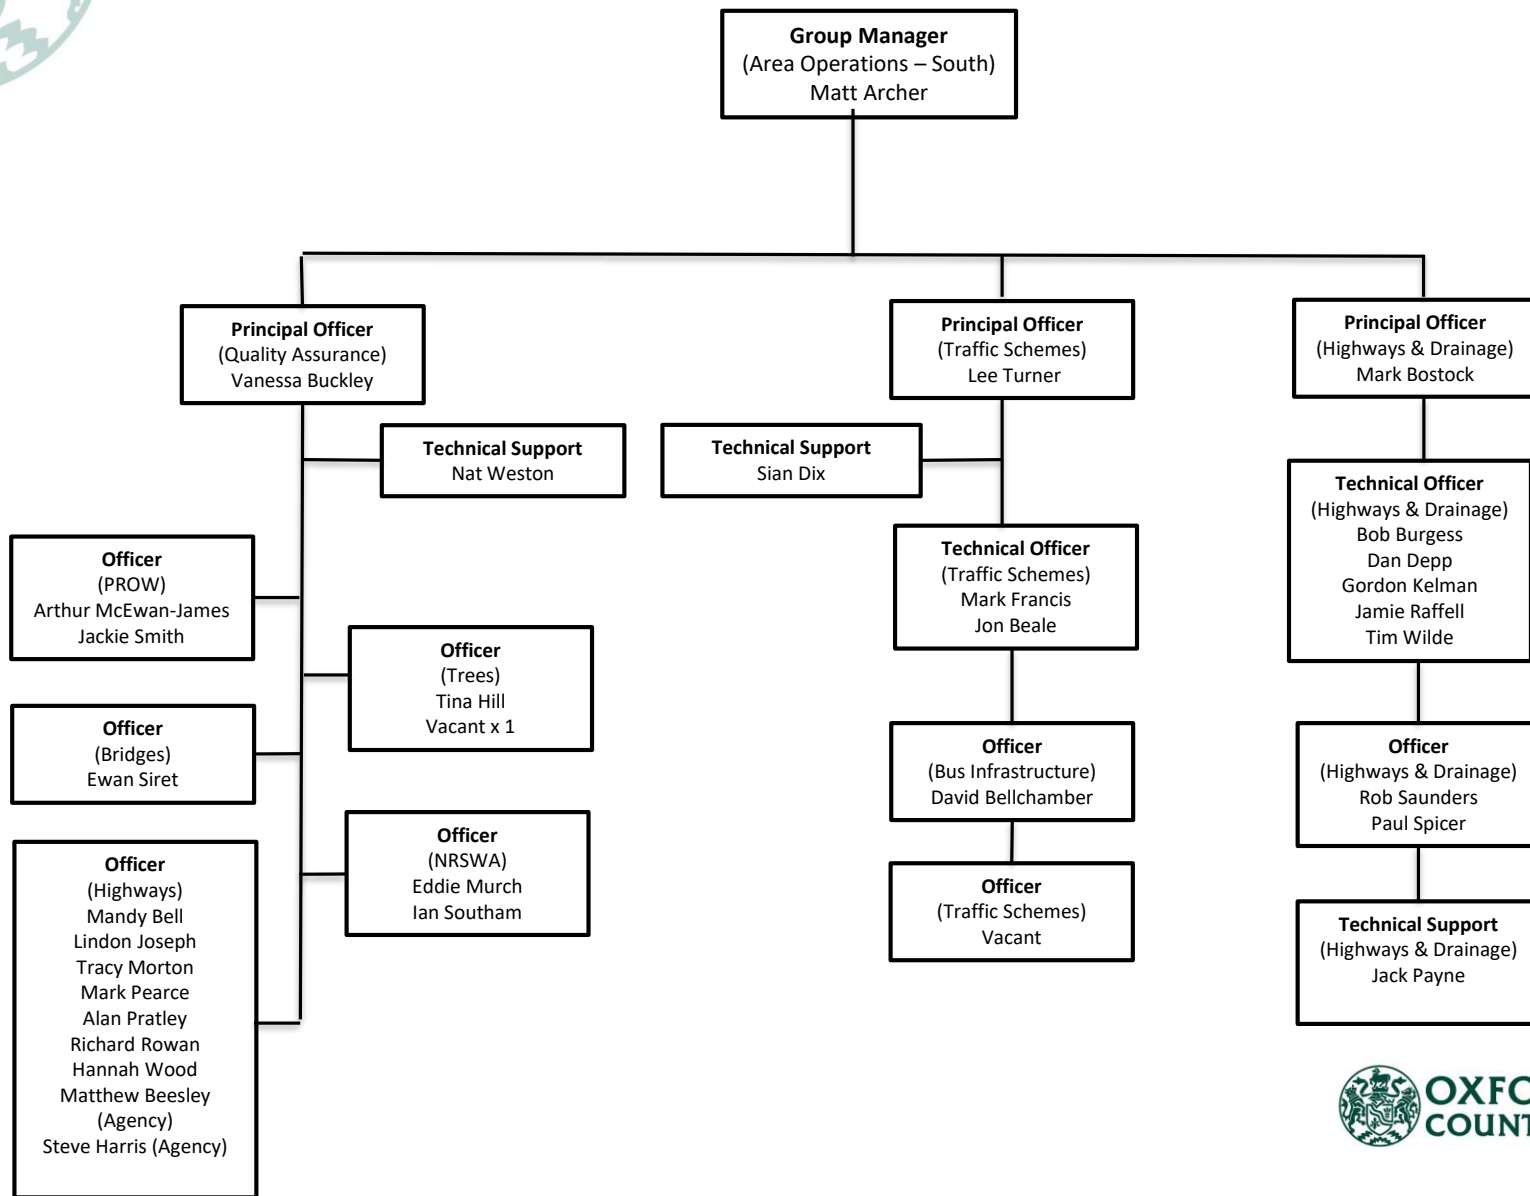 Group Manager
(Area Operations – South)
Matt Archer
Principal Officer
(Quality Assurance)
Vanessa Buckley
Technical Support
Nat Weston
Officer
(PROW)
Arthur McEwan-James
Jackie Smith
Officer
(Trees)
Tina Hill
Vacant x 1
Officer
(Bridges)
Ewan Siret
Officer
(NRSWA)
Eddie Murch
Ian Southam
Officer
(Highways)
Mandy Bell
Lindon Joseph
Tracy Morton
Mark Pearce
Alan Pratley
Richard Rowan
Hannah Wood
Matthew Beesley
(Agency)
Steve Harris (Agency)
Principal Officer
(Traffic Schemes)
Lee Turner
Technical Support
Sian Dix
Technical Officer
(Traffic Schemes)
Mark Francis
Jon Beale
Officer
(Bus Infrastructure)
David Bellchamber
Officer
(Traffic Schemes)
Vacant
Principal Officer
(Highways & Drainage)
Mark Bostock
Technical Officer
(Highways & Drainage)
Bob Burgess
Dan Depp
Gordon Kelman
Jamie Raffell
Tim Wilde
Officer
(Highways & Drainage)
Rob Saunders
Paul Spicer
Technical Support
(Highways & Drainage)
Jack Payne
OXFO
COUNT